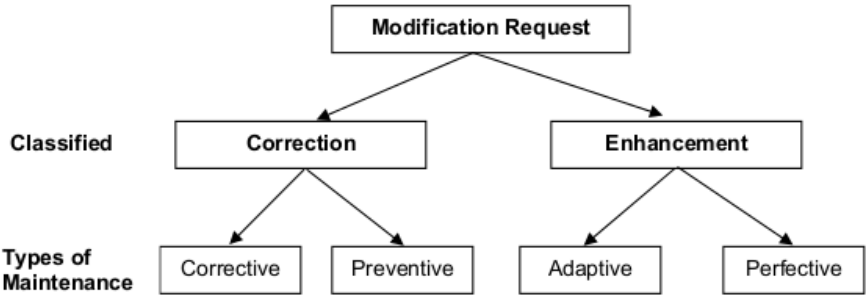 Modification Request
Classified
Correction
Enhancement
Types of
Maintenance
Corrective
Preventive
Adaptive
Perfective